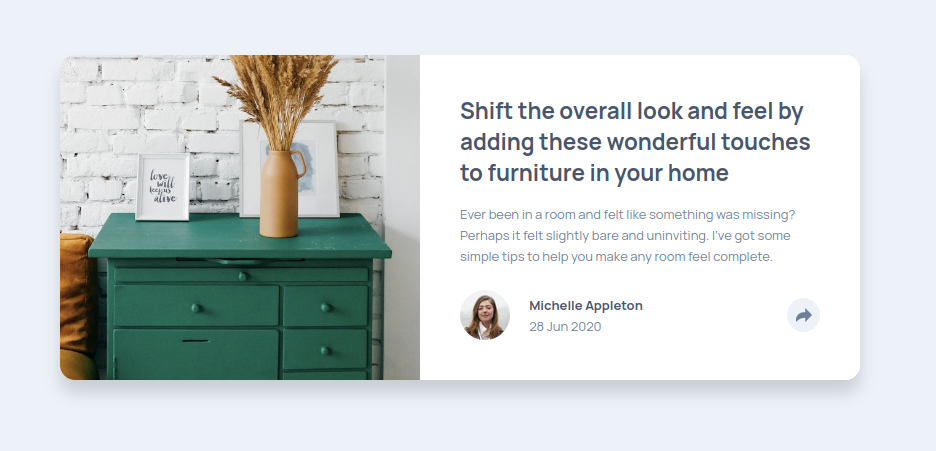 love
will
keep us
alive
Shift the overall look and feel by
adding these wonderful touches
to furniture in your home
Ever been in a room and felt like something was missing?
Perhaps it felt slightly bare and uninviting. I've got some
simple tips to help you make any room feel complete.
Michelle Appleton
28 Jun 2020